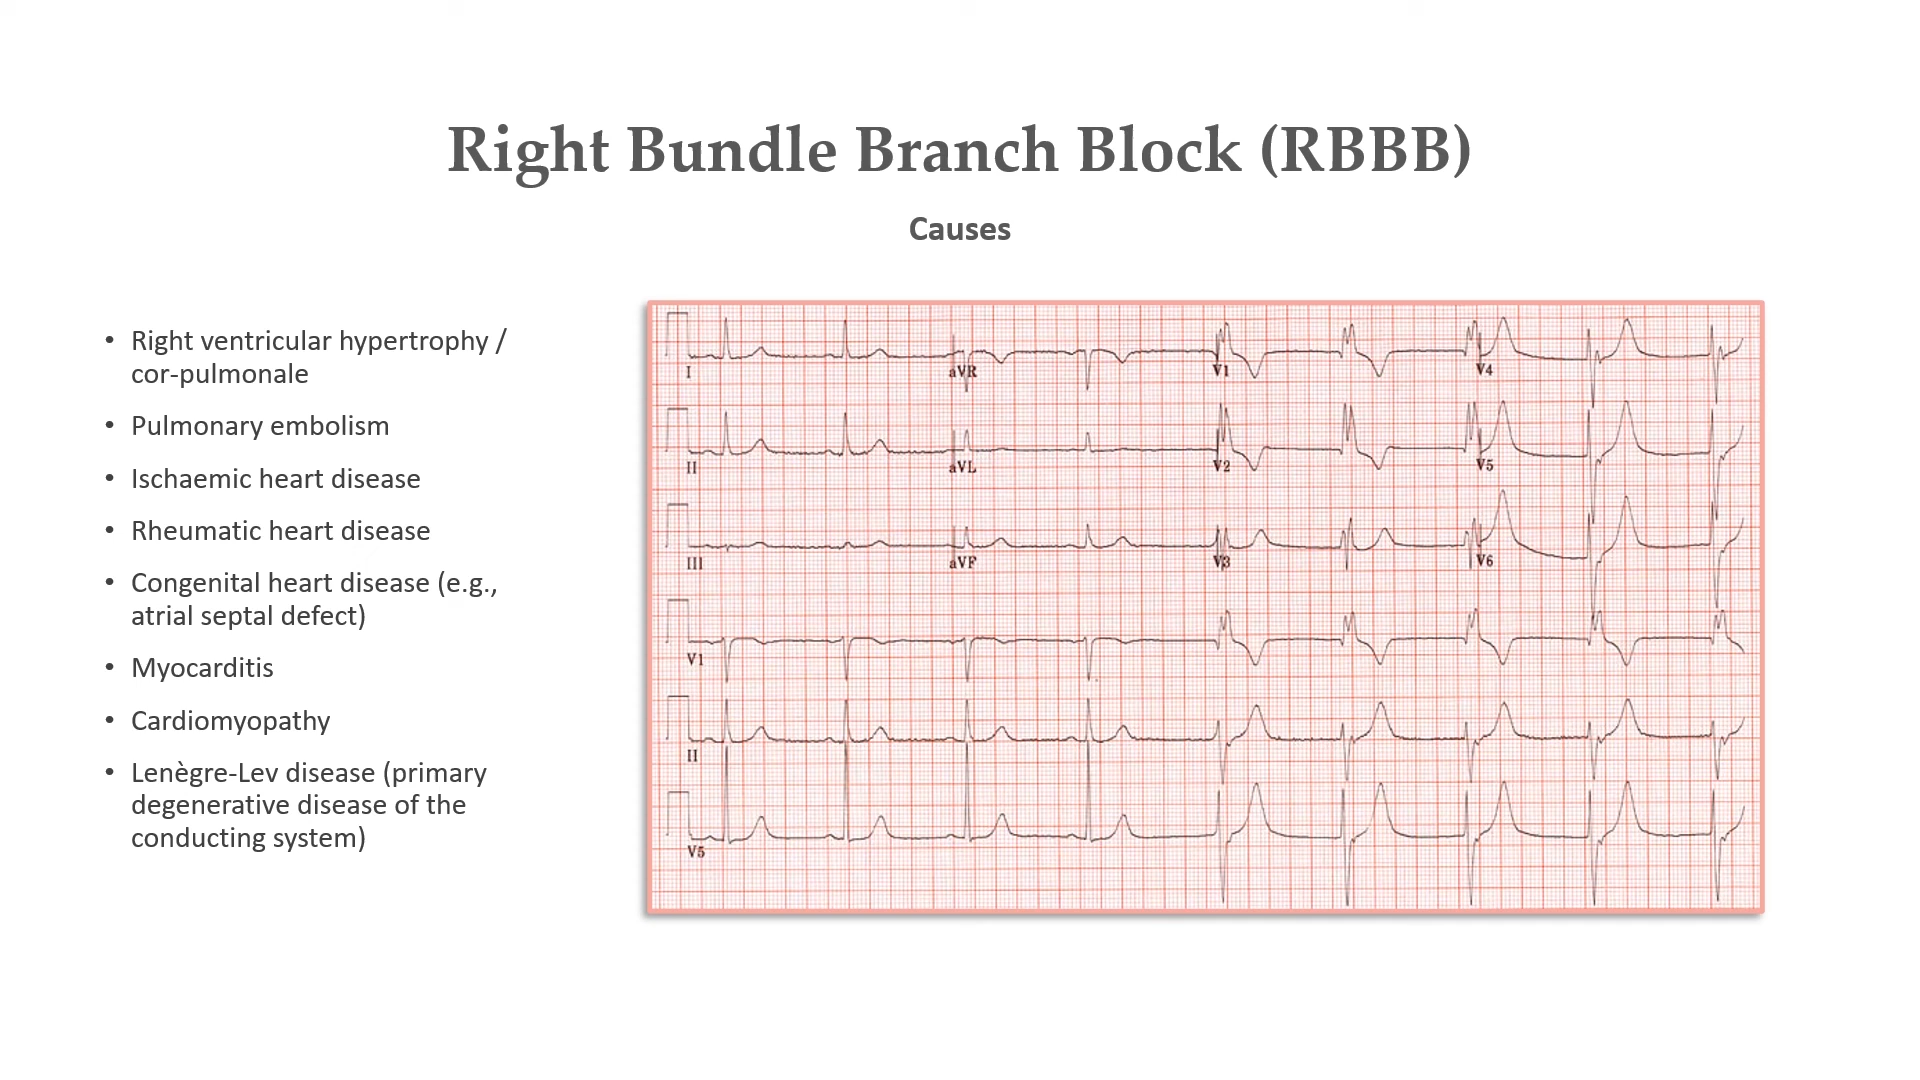 Right Bundle Branch Block (RBBB)
Causes
• Right ventricular hypertrophy /
cor-pulmonale
• Pulmonary embolism
• Ischaemic heart disease
• Rheumatic heart disease
• Congenital heart disease (e.g.,
atrial septal defect)
• Myocarditis
• Cardiomyopathy
• Lenègre-Lev disease (primary
degenerative disease of the
conducting system)
I aVR V1 V4
II aVL V2 V5
III aVF V3 V6
V1
II
V5